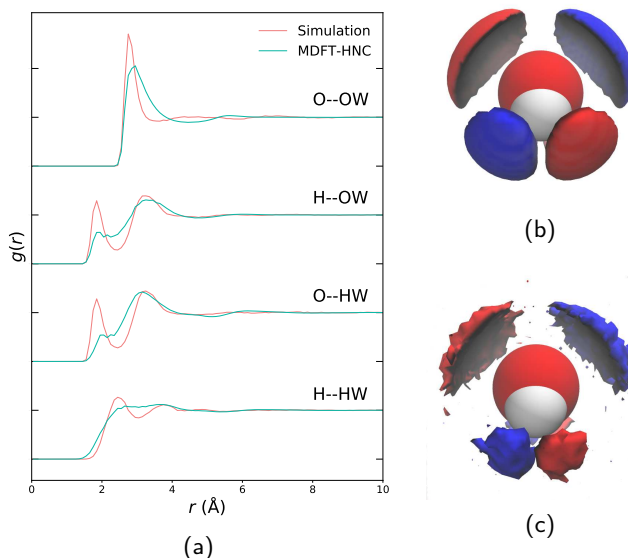 Simulation
MDFT-HNC
O--OW
H--OW
O--HW
H--HW
g(r)
0 2 4 6 8 10
r (Å)
(a)
(b)
(c)